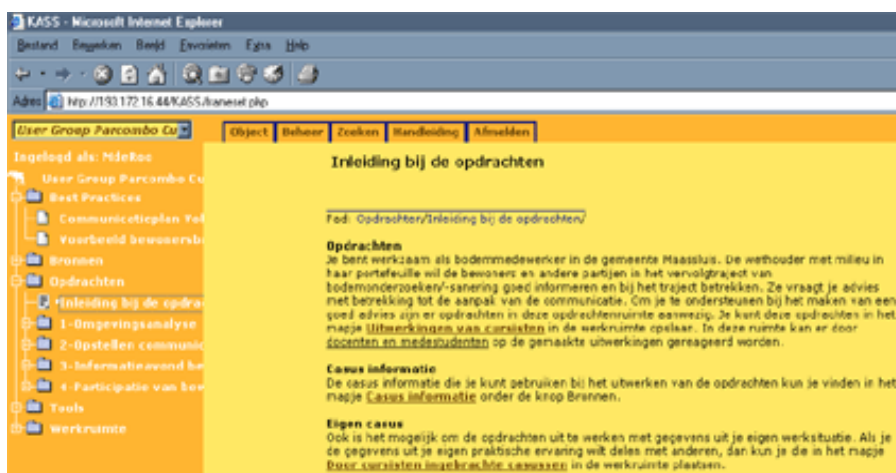 KASS - Microsoft Internet Explorer
Bestand Bewerken Beeld Favorieten Extra Help
Adres http://193.172.16.44/KASS/frameset.php
User Groep Parcombo Cu
Object Beheer Zoeken Handleiding Afmelden
Ingelogd als: MdeRoo
User Group Parcombo Cu
Best Practices
Communicatieplan Vol
Voorbeeld bewonersb
Bronnen
Opdrachten
Inleiding bij de opdra
1-Omgevingsanalyse
2-Opstellen communic
3-Informatieavond be
4-Participatie van bew
Tools
Werkruimte
Inleiding bij de opdrachten
Pad: Opdrachten/Inleiding bij de opdrachten/
Opdrachten
Je bent werkzaam als bodemmedewerker in de gemeente Maassluis. De wethouder met milieu in
haar portefeuille wil de bewoners en andere partijen in het vervolgtraject van
bodemonderzoeken/-sanering goed informeren en bij het traject betrekken. Ze vraagt je advies
met betrekking tot de aanpak van de communicatie. Om je te ondersteunen bij het maken van een
goed advies zijn er opdrachten in deze opdrachtenruimte aanwezig. Je kunt deze opdrachten in het
mapje Uitwerkingen van cursisten in de werkruimte opslaan. In deze ruimte kan er door
docenten en medestudenten op de gemaakte uitwerkingen gereageerd worden.
Casus informatie
De casus informatie die je kunt gebruiken bij het uitwerken van de opdrachten kun je vinden in het
mapje Casus informatie onder de knop Bronnen.
Eigen casus
Ook is het mogelijk om de opdrachten uit te werken met gegevens uit je eigen werksituatie. Als je
de gegevens uit je eigen praktische ervaring wilt delen met anderen, dan kun je die in het mapje
Door cursisten ingebrachte casussen in de werkruimte plaatsen.